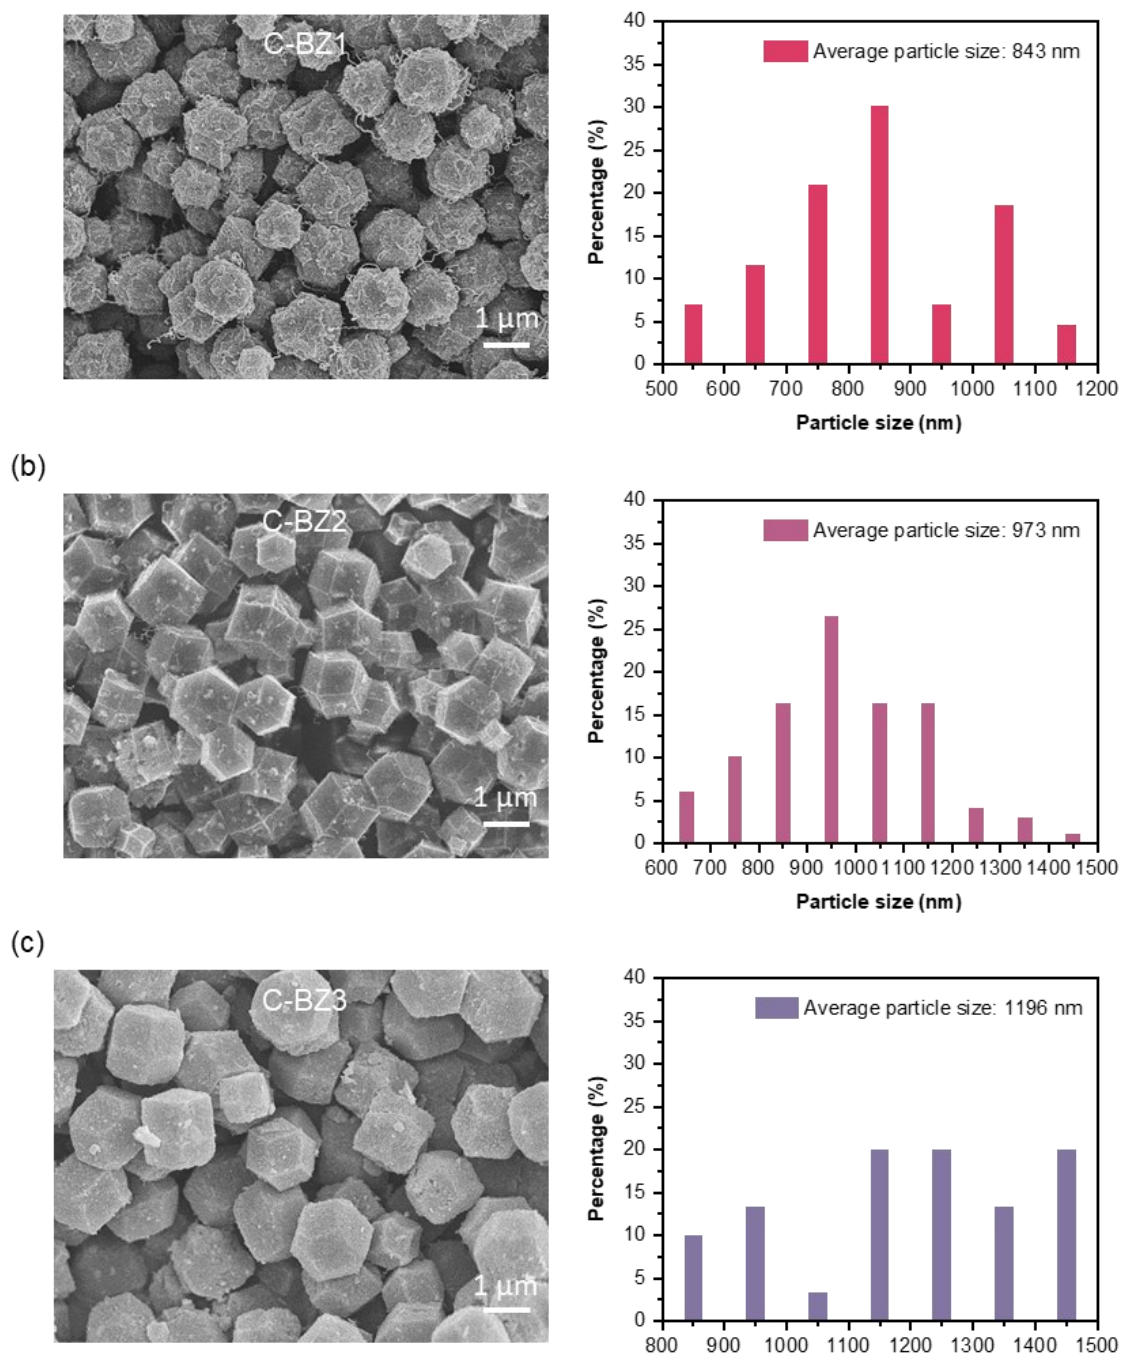 C-BZ1
1 μm
40
35
30
25
20
15
10
5
0
Percentage (%)
Average particle size: 843 nm
500 600 700 800 900 1000 1100 1200
Particle size (nm)
(b)
C-BZ2
1 μm
40
35
30
25
20
15
10
5
0
Percentage (%)
Average particle size: 973 nm
600 700 800 900 1000 1100 1200 1300 1400 1500
Particle size (nm)
(c)
C-BZ3
1 μm
40
35
30
25
20
15
10
5
0
Percentage (%)
Average particle size: 1196 nm
800 900 1000 1100 1200 1300 1400 1500